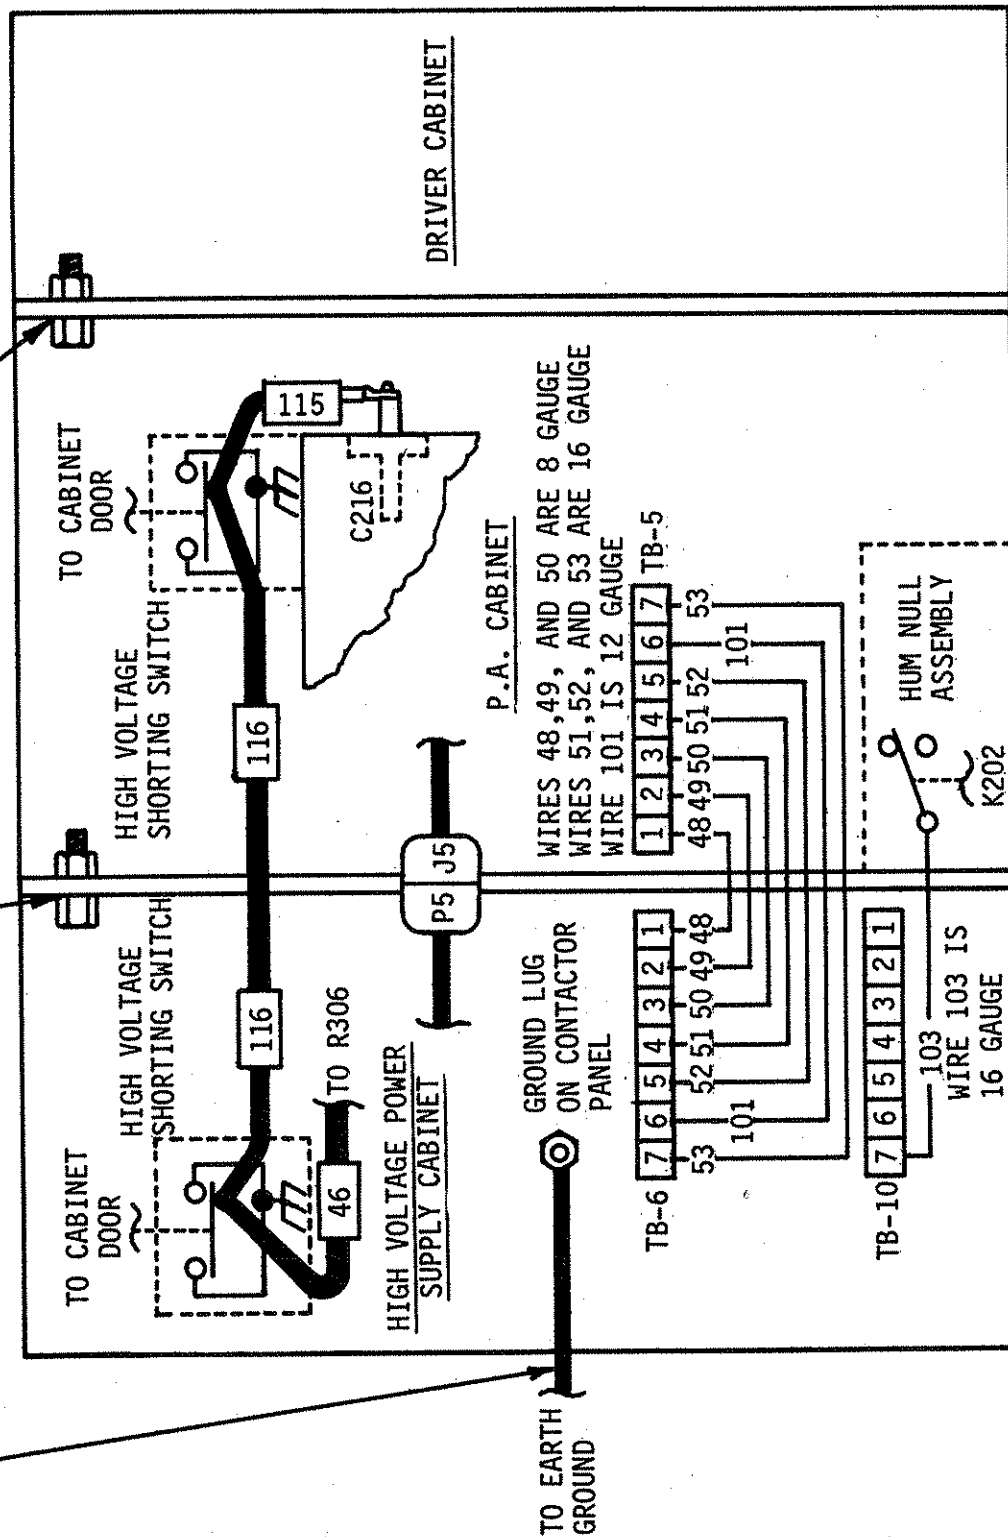 TO CABINET
DOOR
HIGH VOLTAGE
SHORTING SWITCH
116
46
TO R306
HIGH VOLTAGE POWER
SUPPLY CABINET
P5
J5
TO CABINET
DOOR
HIGH VOLTAGE
SHORTING SWITCH
116
115
C216
P.A. CABINET
DRIVER CABINET
TO EARTH
GROUND
GROUND LUG
ON CONTACTOR
PANEL
WIRES 48,49, AND 50 ARE 8 GAUGE
WIRES 51,52, AND 53 ARE 16 GAUGE
WIRE 101 IS 12 GAUGE
TB-6
7 6 5 4 3 2 1
53 101 52 51 50 49 48
1 2 3 4 5 6 7
TB-5
48 49 50 51 52 101 53
TB-10
7 6 5 4 3 2 1
103
WIRE 103 IS
16 GAUGE
HUM NULL
ASSEMBLY
K202